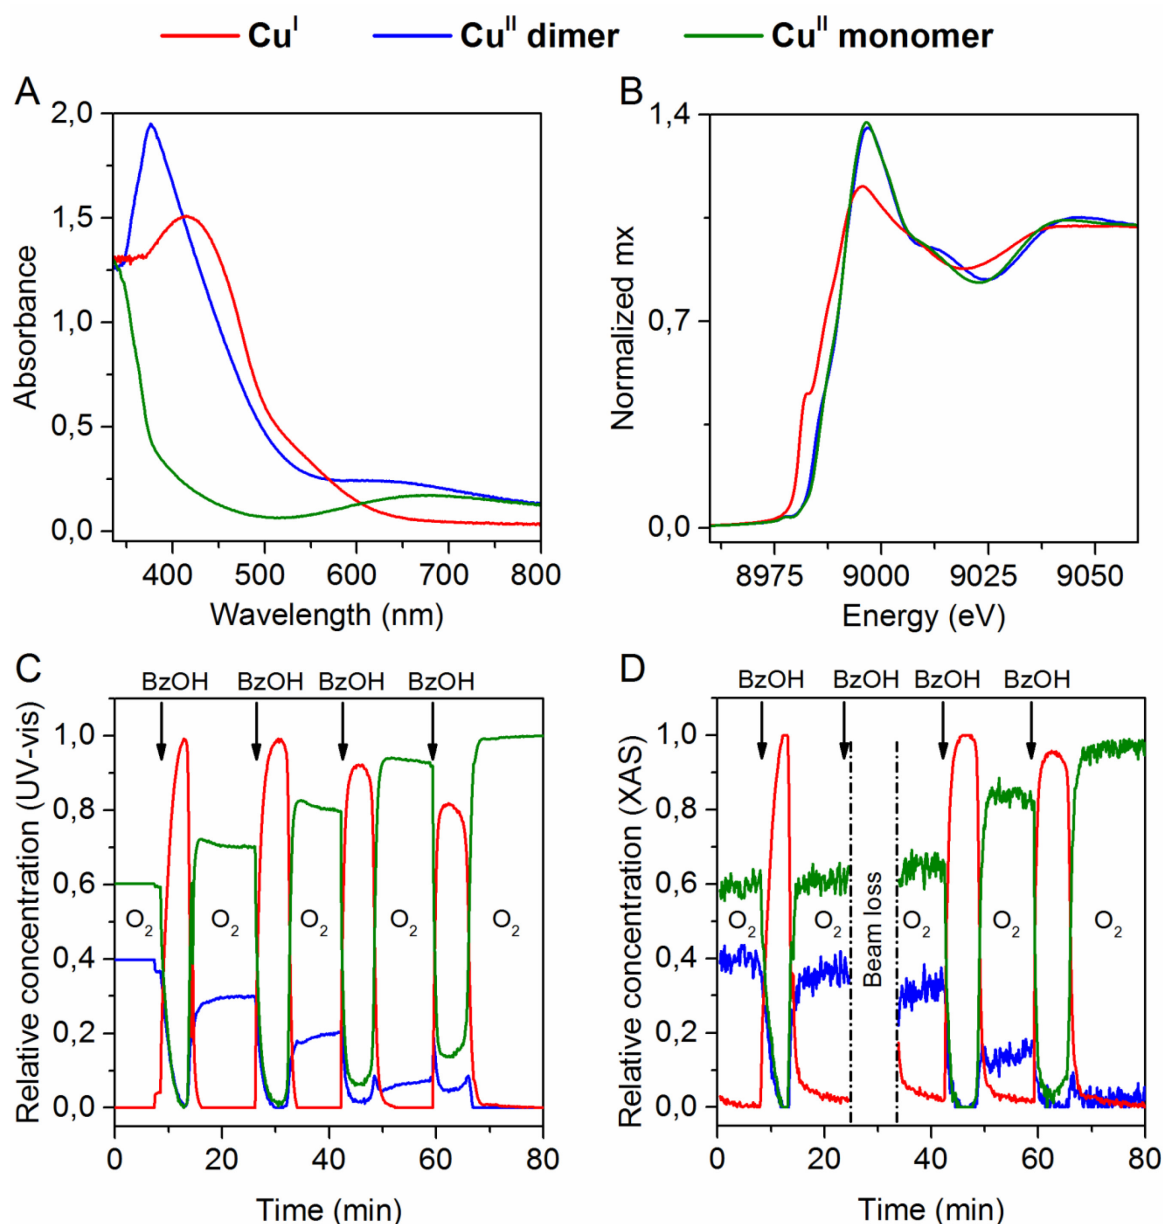 Cu^I Cu^II dimer Cu^II monomer
A
2,0
1,5
1,0
0,5
0,0
Absorbance
400 500 600 700 800
Wavelength (nm)
B
1,4
0,7
0,0
Normalized mx
8975 9000 9025 9050
Energy (eV)
C
BzOH BzOH BzOH BzOH
1,0
0,8
0,6
0,4
0,2
0,0
Relative concentration (UV-vis)
O₂ O₂ O₂ O₂ O₂
0 20 40 60 80
Time (min)
D
BzOH BzOH BzOH BzOH
1,0
0,8
0,6
0,4
0,2
0,0
Relative concentration (XAS)
O₂ O₂ Beam loss O₂ O₂ O₂
0 20 40 60 80
Time (min)